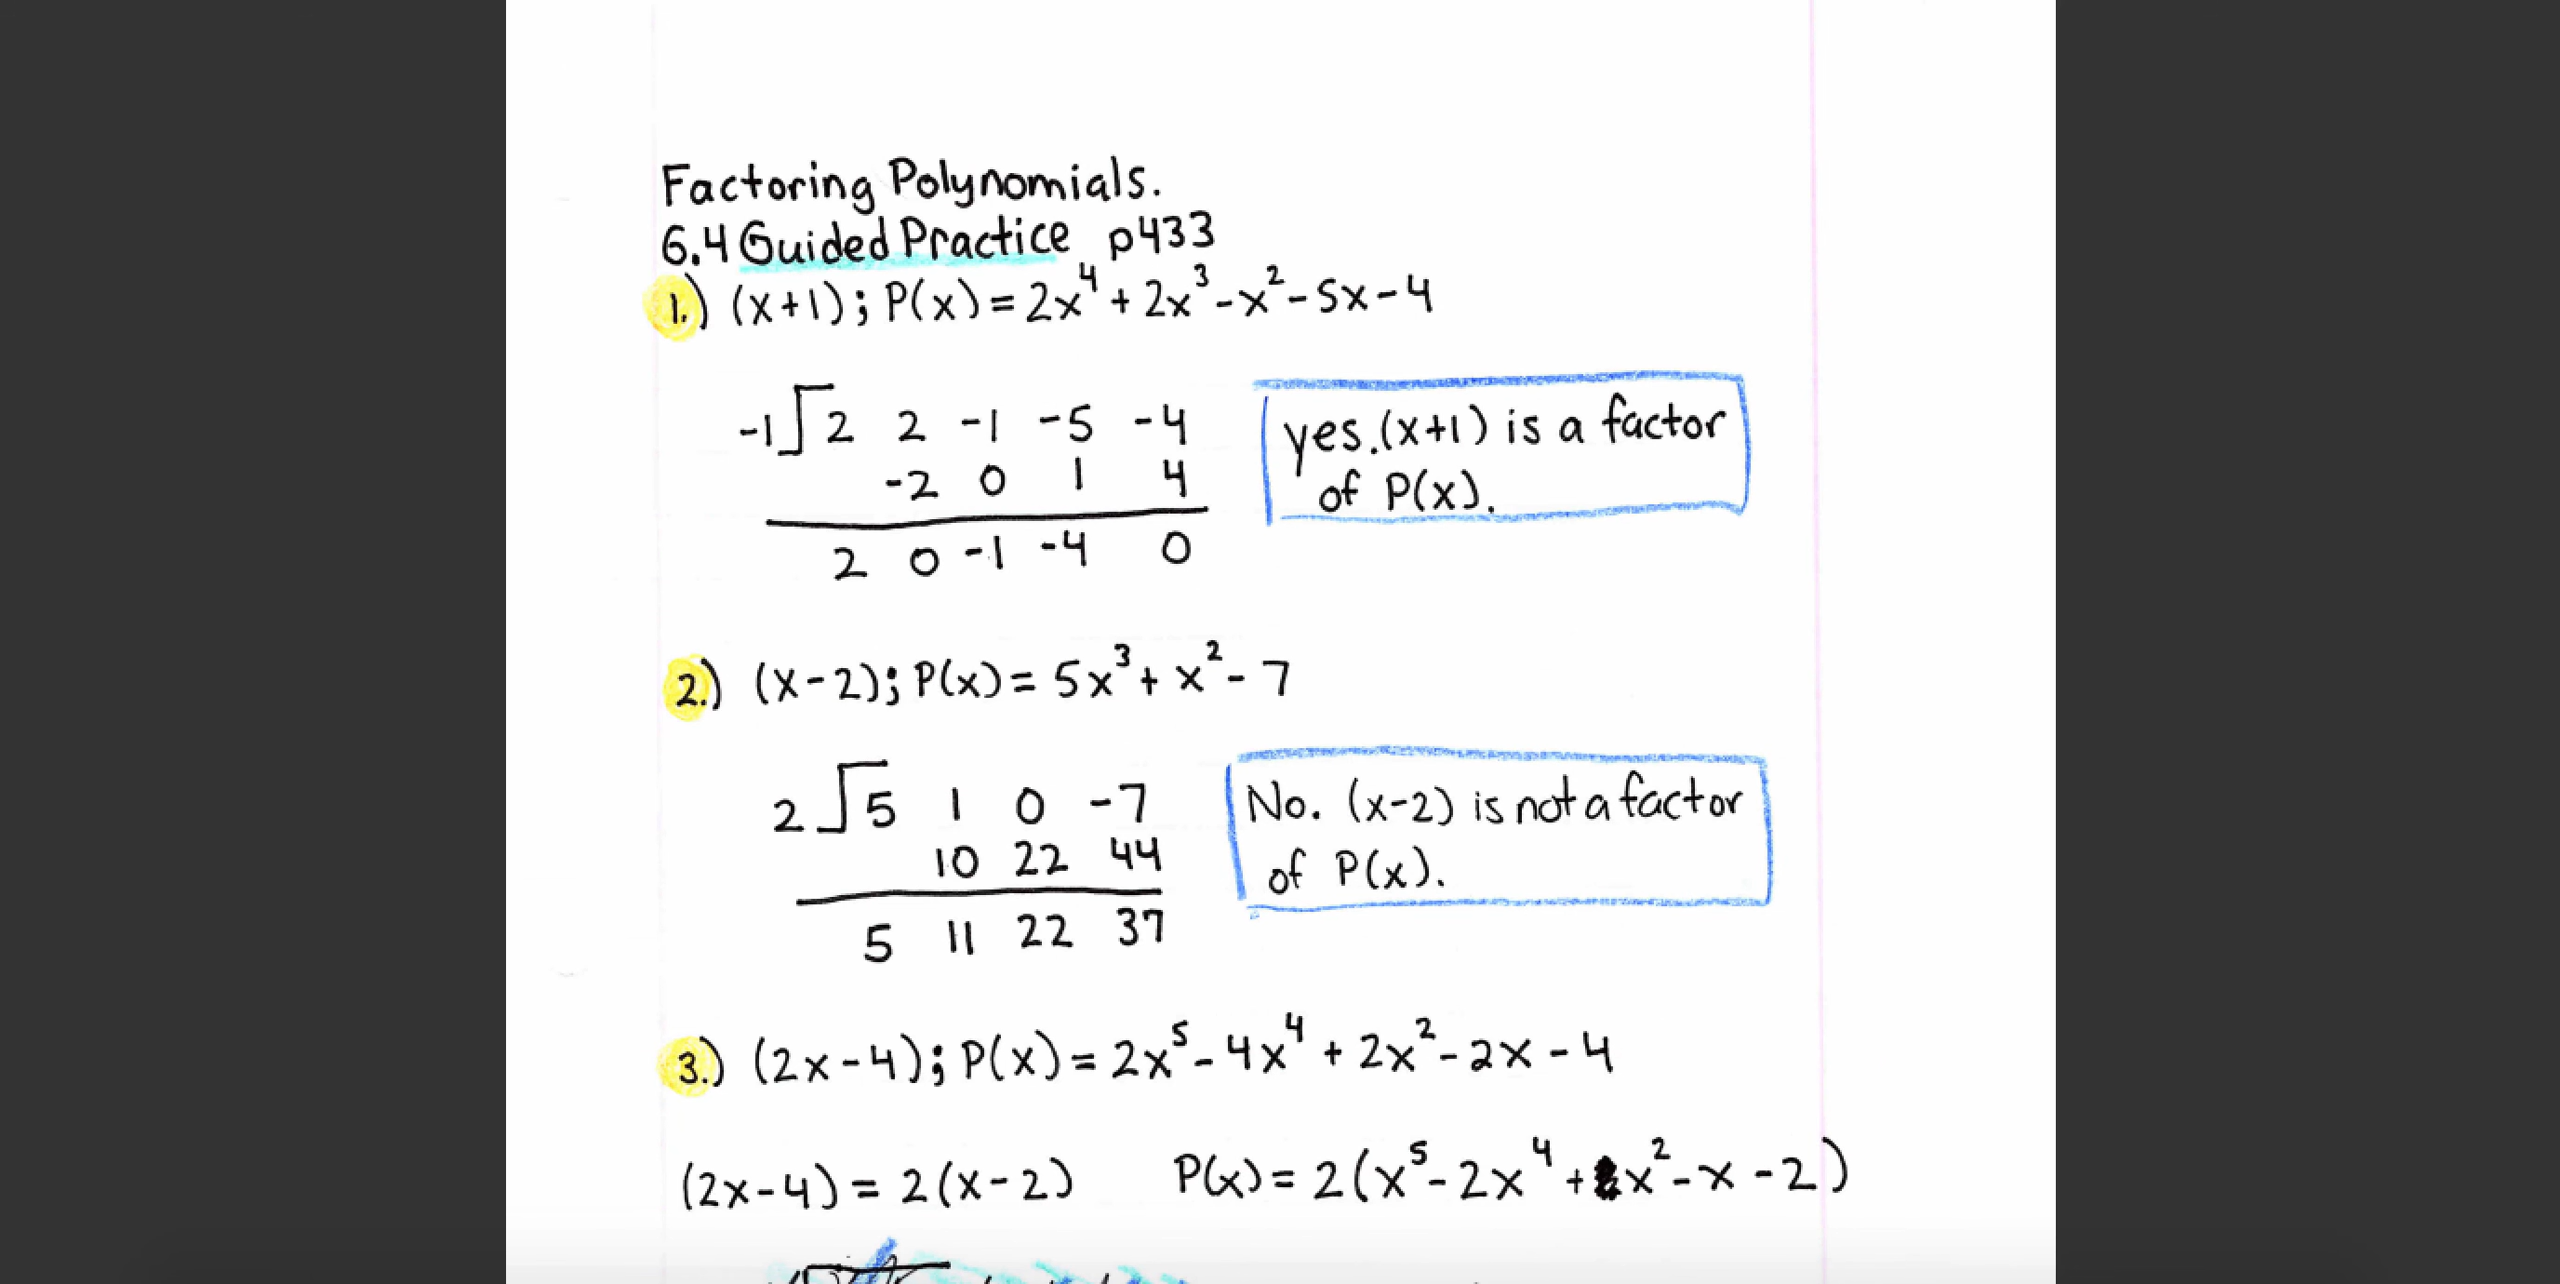 Factoring Polynomials.
6.4 Guided Practice p433
1.) (x+1); P(x) = 2x⁴ + 2x³ - x² - 5x - 4
-1 2 2 -1 -5 -4
-2 0 1 4
2 0 -1 -4 0
yes. (x+1) is a factor
of P(x).
2.) (x-2); P(x) = 5x³ + x² - 7
2 5 1 0 -7
10 22 44
5 11 22 37
No. (x-2) is not a factor
of P(x).
3.) (2x-4); P(x) = 2x⁵ - 4x⁴ + 2x² - 2x - 4
(2x-4) = 2(x-2) P(x) = 2(x⁵ - 2x⁴ + x² - x - 2)